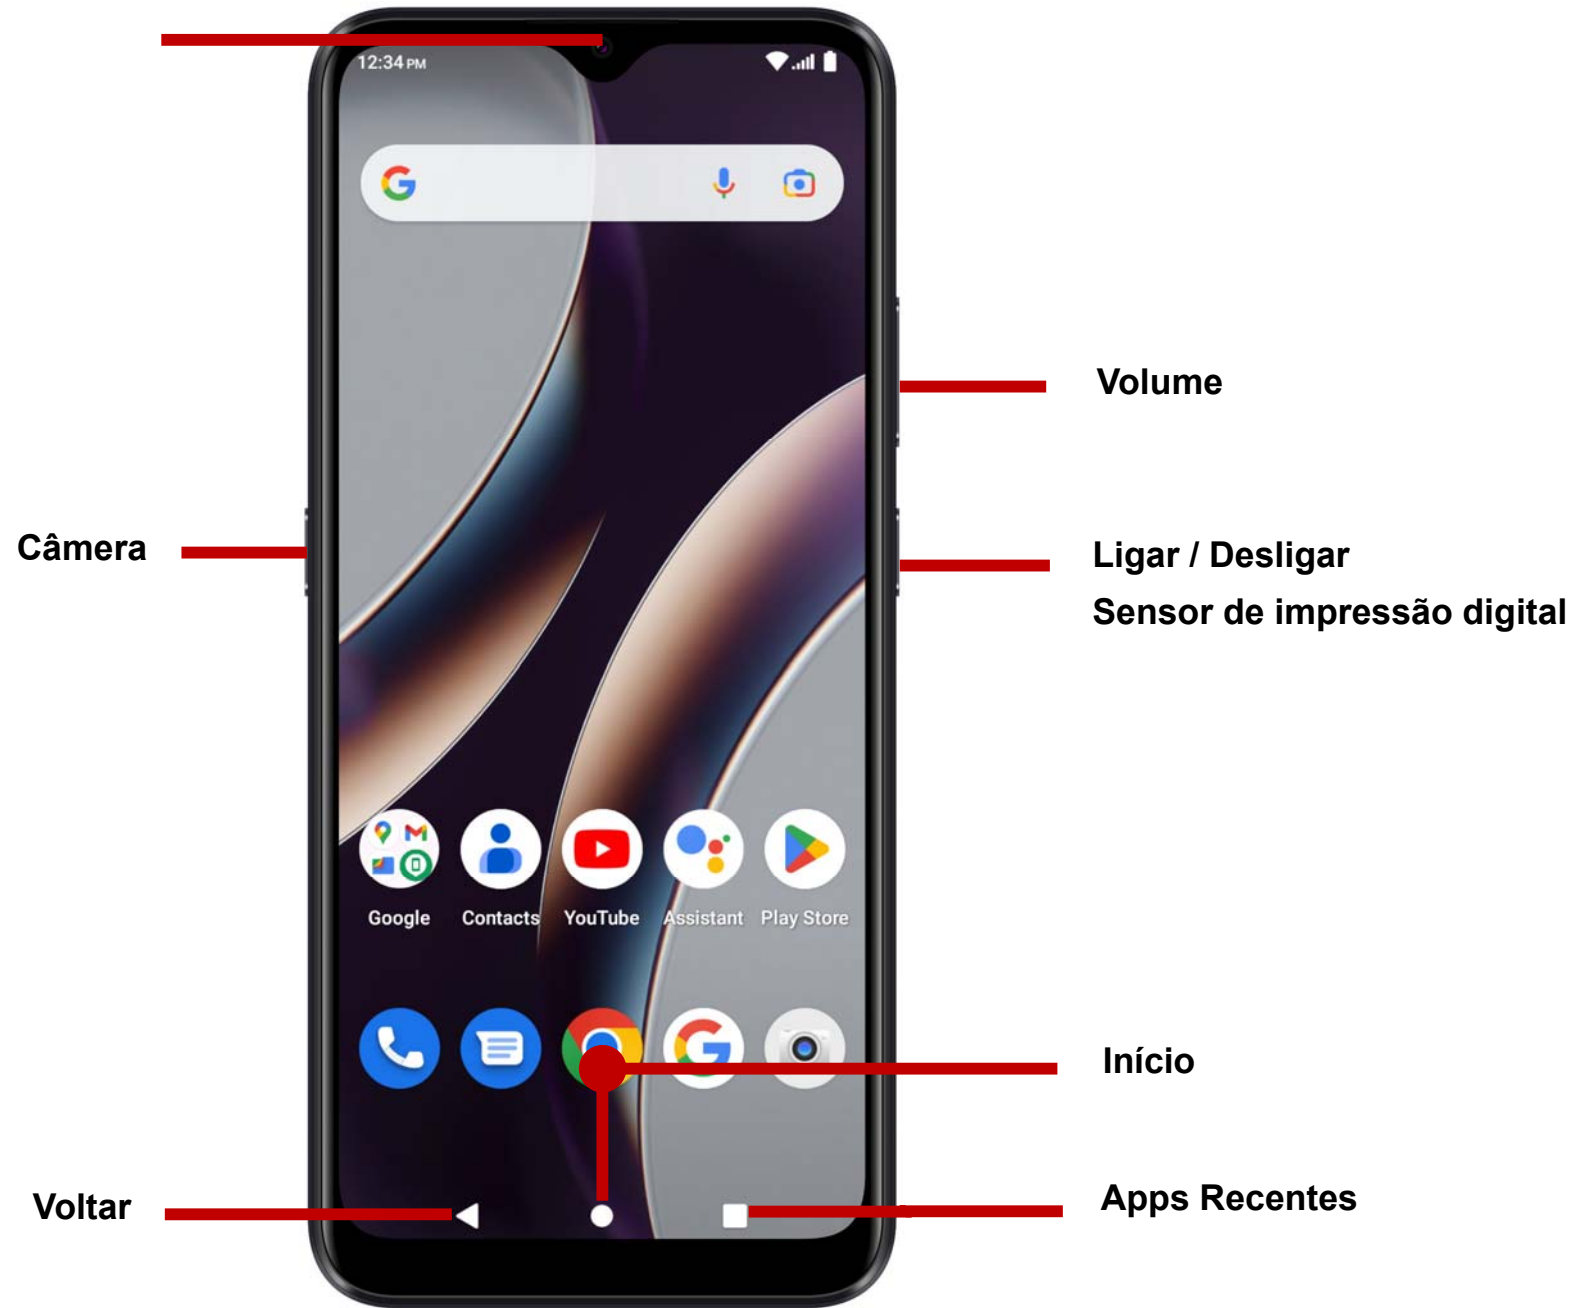 12:34 PM
Volume
Câmera
Ligar / Desligar
Sensor de impressão digital
Google Contacts YouTube Assistant Play Store
Início
Voltar
Apps Recentes